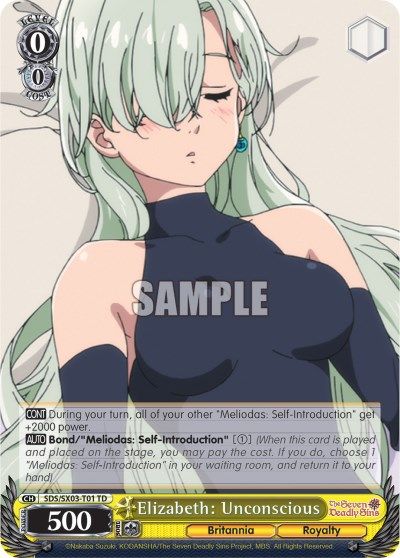 LEVEL
0
0
COST
SAMPLE
CONT During your turn, all of your other "Meliodas: Self-Introduction" get
+2000 power.
AUTO Bond/"Meliodas: Self-Introduction" [①] (When this card is played
and placed on the stage, you may pay the cost. If you do, choose 1
"Meliodas: Self-Introduction" in your waiting room, and return it to your
hand)
CH SDS/SX03-T01 TD
POWER 500 SOUL Elizabeth: Unconscious The Seven Deadly Sins
Britannia Royalty
©Nakaba Suzuki, KODANSHA/The Seven Deadly Sins Project, MBS. All Rights Reserved.